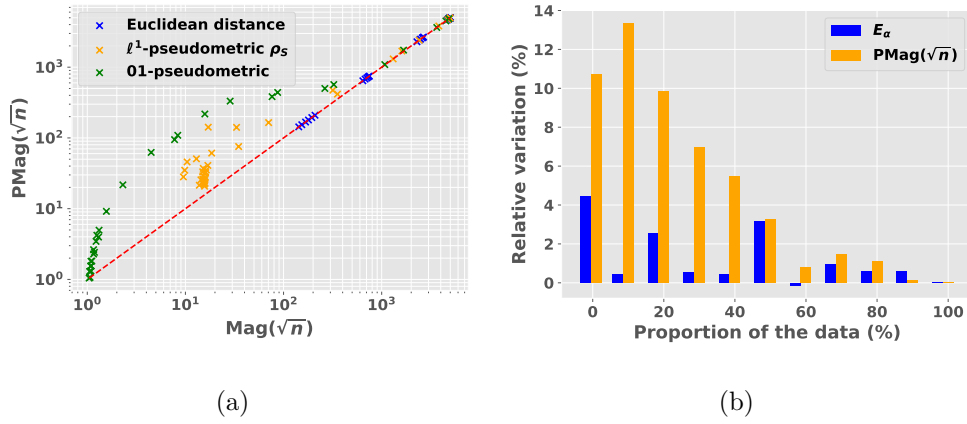 Euclidean distance
ℓ¹-pseudometric ρ_S
01-pseudometric
PMag(√n)
10³
10²
10¹
10⁰
10⁰ 10¹ 10² 10³
Mag(√n)
(a)
E_α
PMag(√n)
Relative variation (%)
14
12
10
8
6
4
2
0
0 20 40 60 80 100
Proportion of the data (%)
(b)